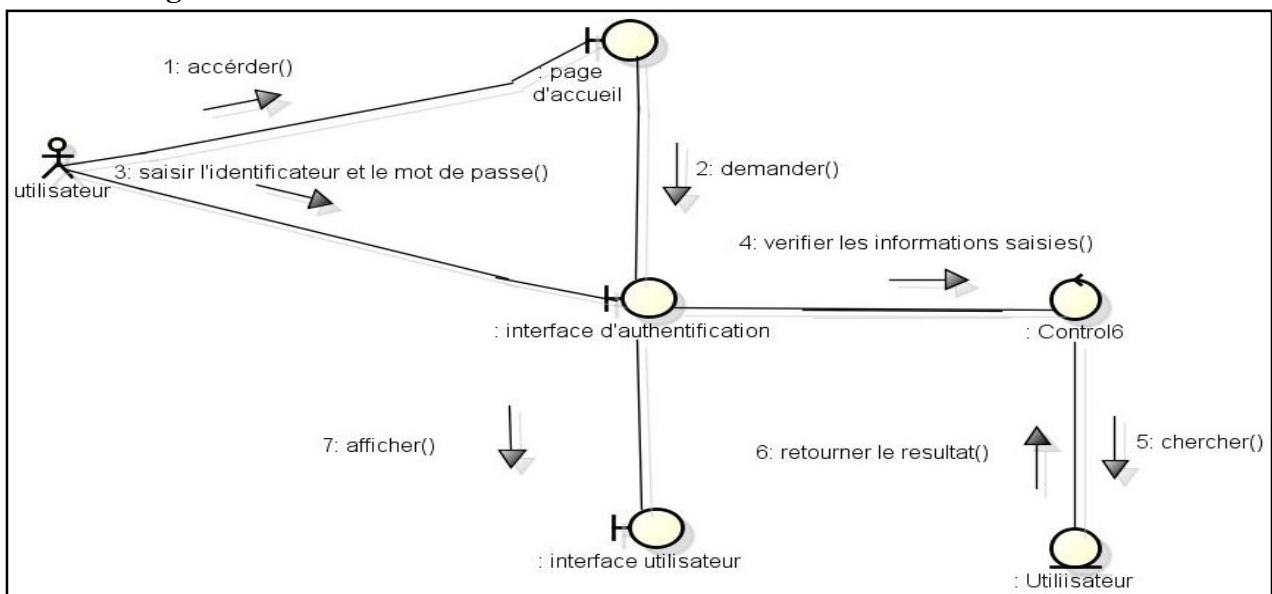 1: accérder()
: page
d'accueil
utilisateur
3: saisir l'identificateur et le mot de passe()
2: demander()
4: verifier les informations saisies()
: interface d'authentification
: Control6
7: afficher()
6: retourner le resultat()
5: chercher()
: interface utilisateur
: Utiliisateur